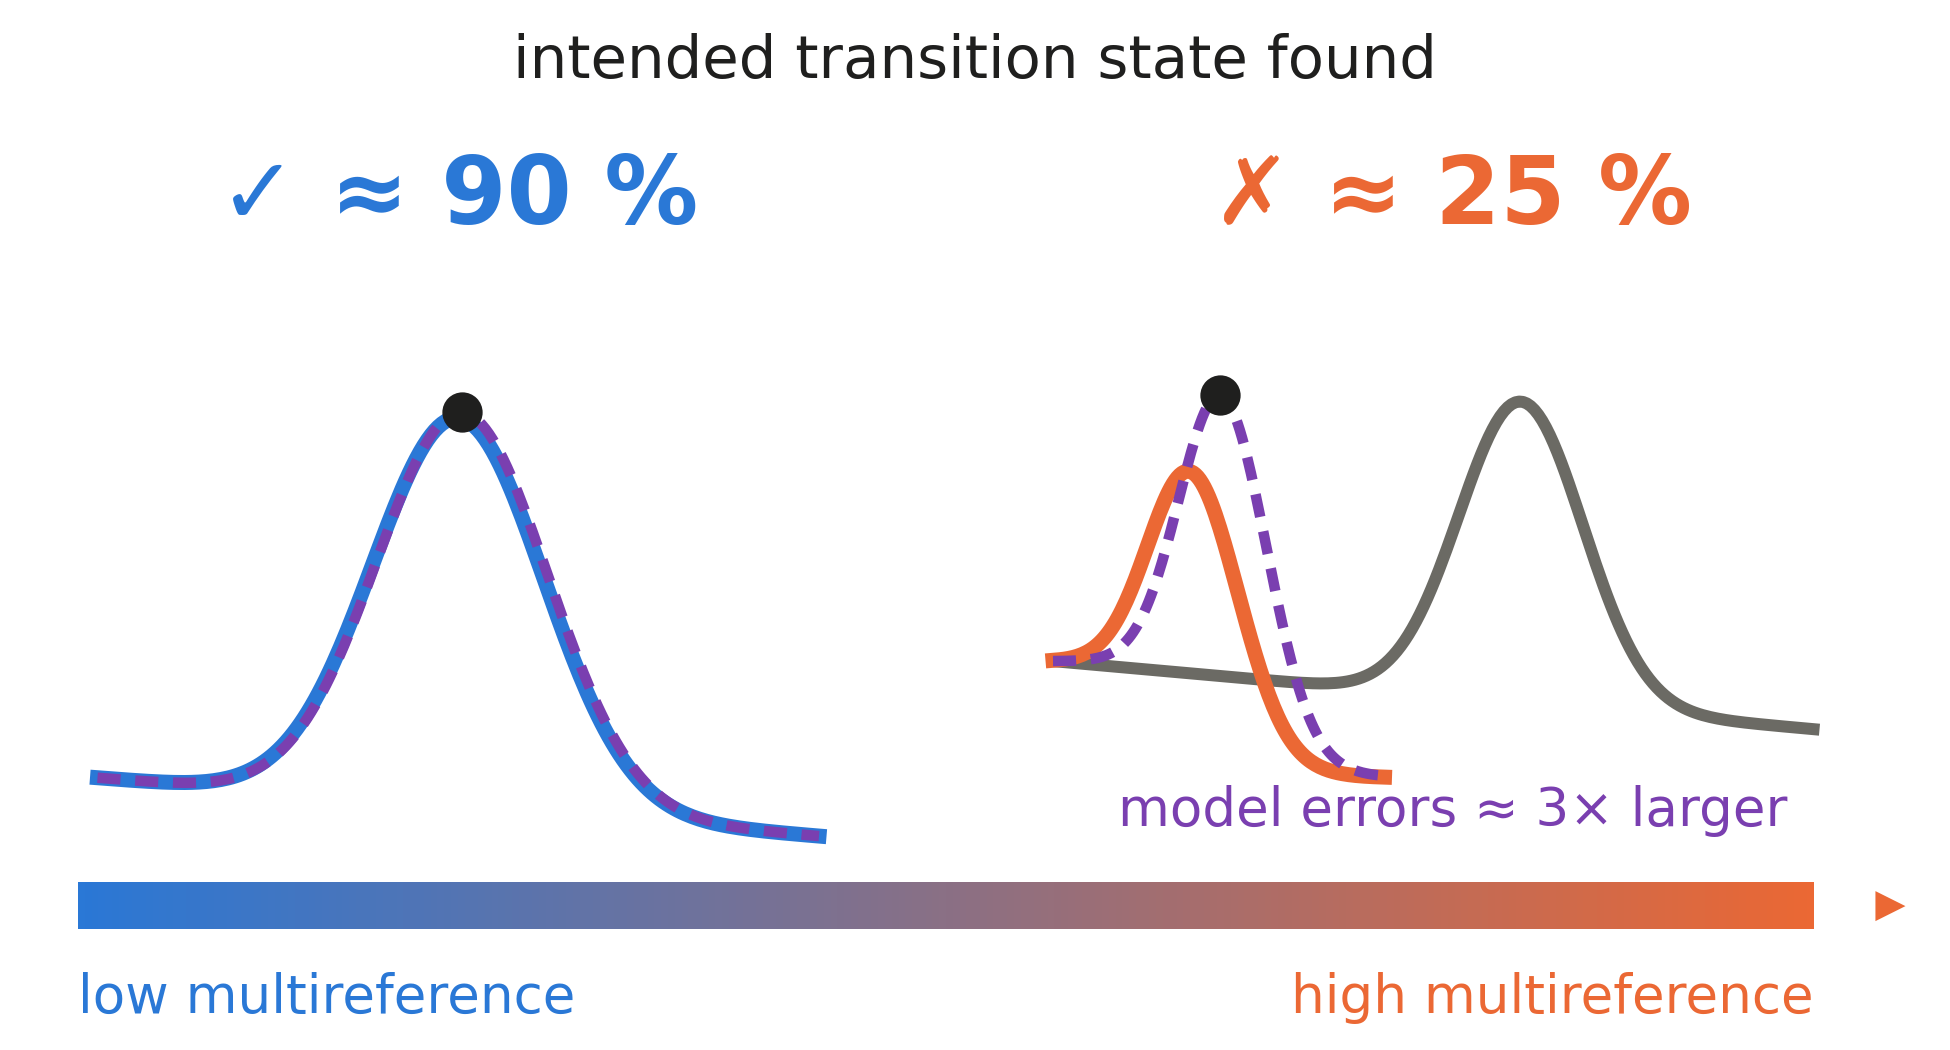 intended transition state found
✓ ≈ 90 %
✗ ≈ 25 %
model errors ≈ 3× larger
low multireference
high multireference